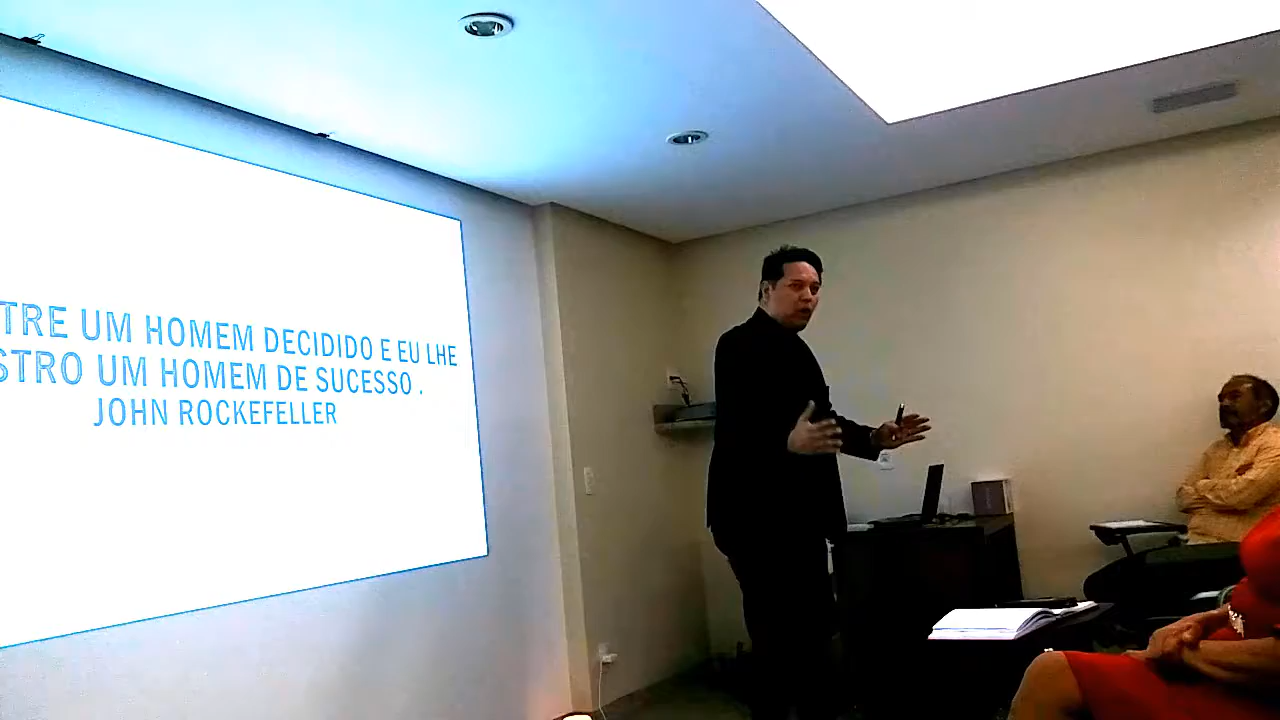 TRE UM HOMEM DECIDIDO E EU LHE
STRO UM HOMEM DE SUCESSO .
JOHN ROCKEFELLER